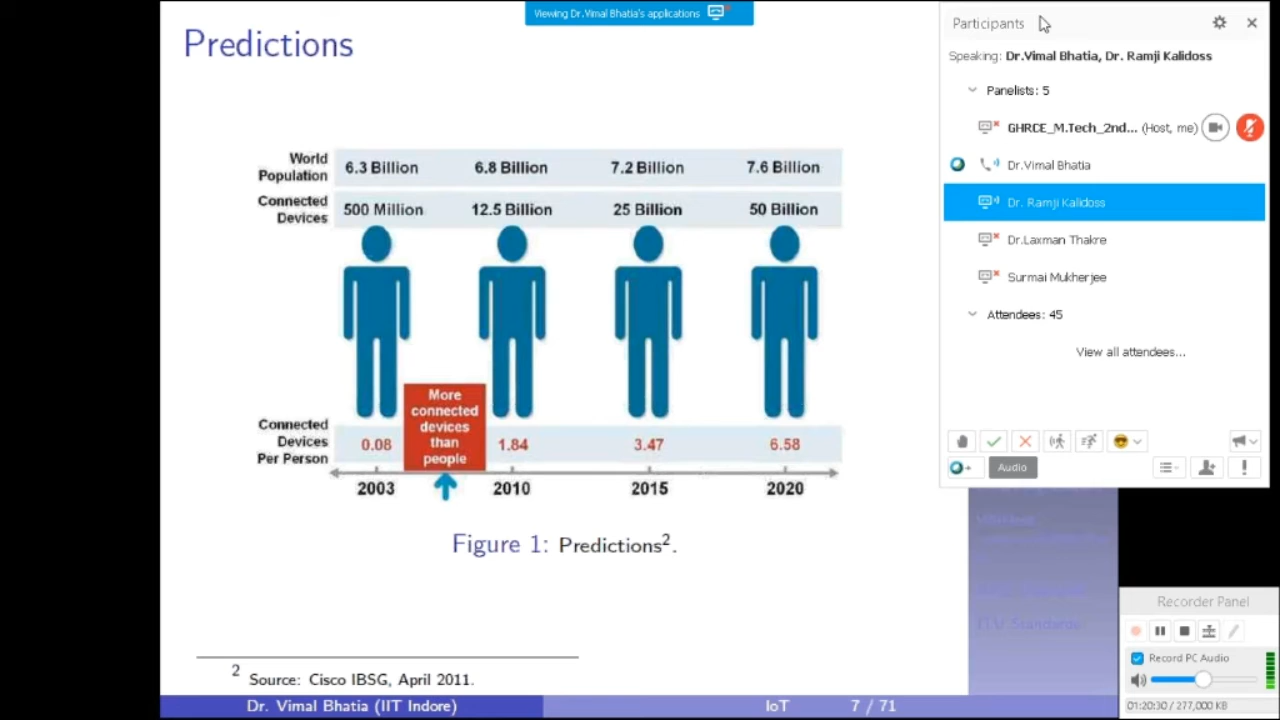 Viewing Dr.Vimal Bhatia's applications
Predictions
World Population 6.3 Billion 6.8 Billion 7.2 Billion 7.6 Billion
Connected Devices 500 Million 12.5 Billion 25 Billion 50 Billion
More connected devices than people
Connected Devices Per Person 0.08 1.84 3.47 6.58
2003 2010 2015 2020
Figure 1: Predictions².
² Source: Cisco IBSG, April 2011.
Dr. Vimal Bhatia (IIT Indore) IoT 7 / 71
Participants
Speaking: Dr.Vimal Bhatia, Dr. Ramji Kalidoss
Panelists: 5
GHRCE_M.Tech_2nd... (Host, me)
Dr.Vimal Bhatia
Dr. Ramji Kalidoss
Dr.Laxman Thakre
Surmai Mukherjee
Attendees: 45
View all attendees...
Audio
Recorder Panel
Record PC Audio
01:20:30 / 277,000 KB